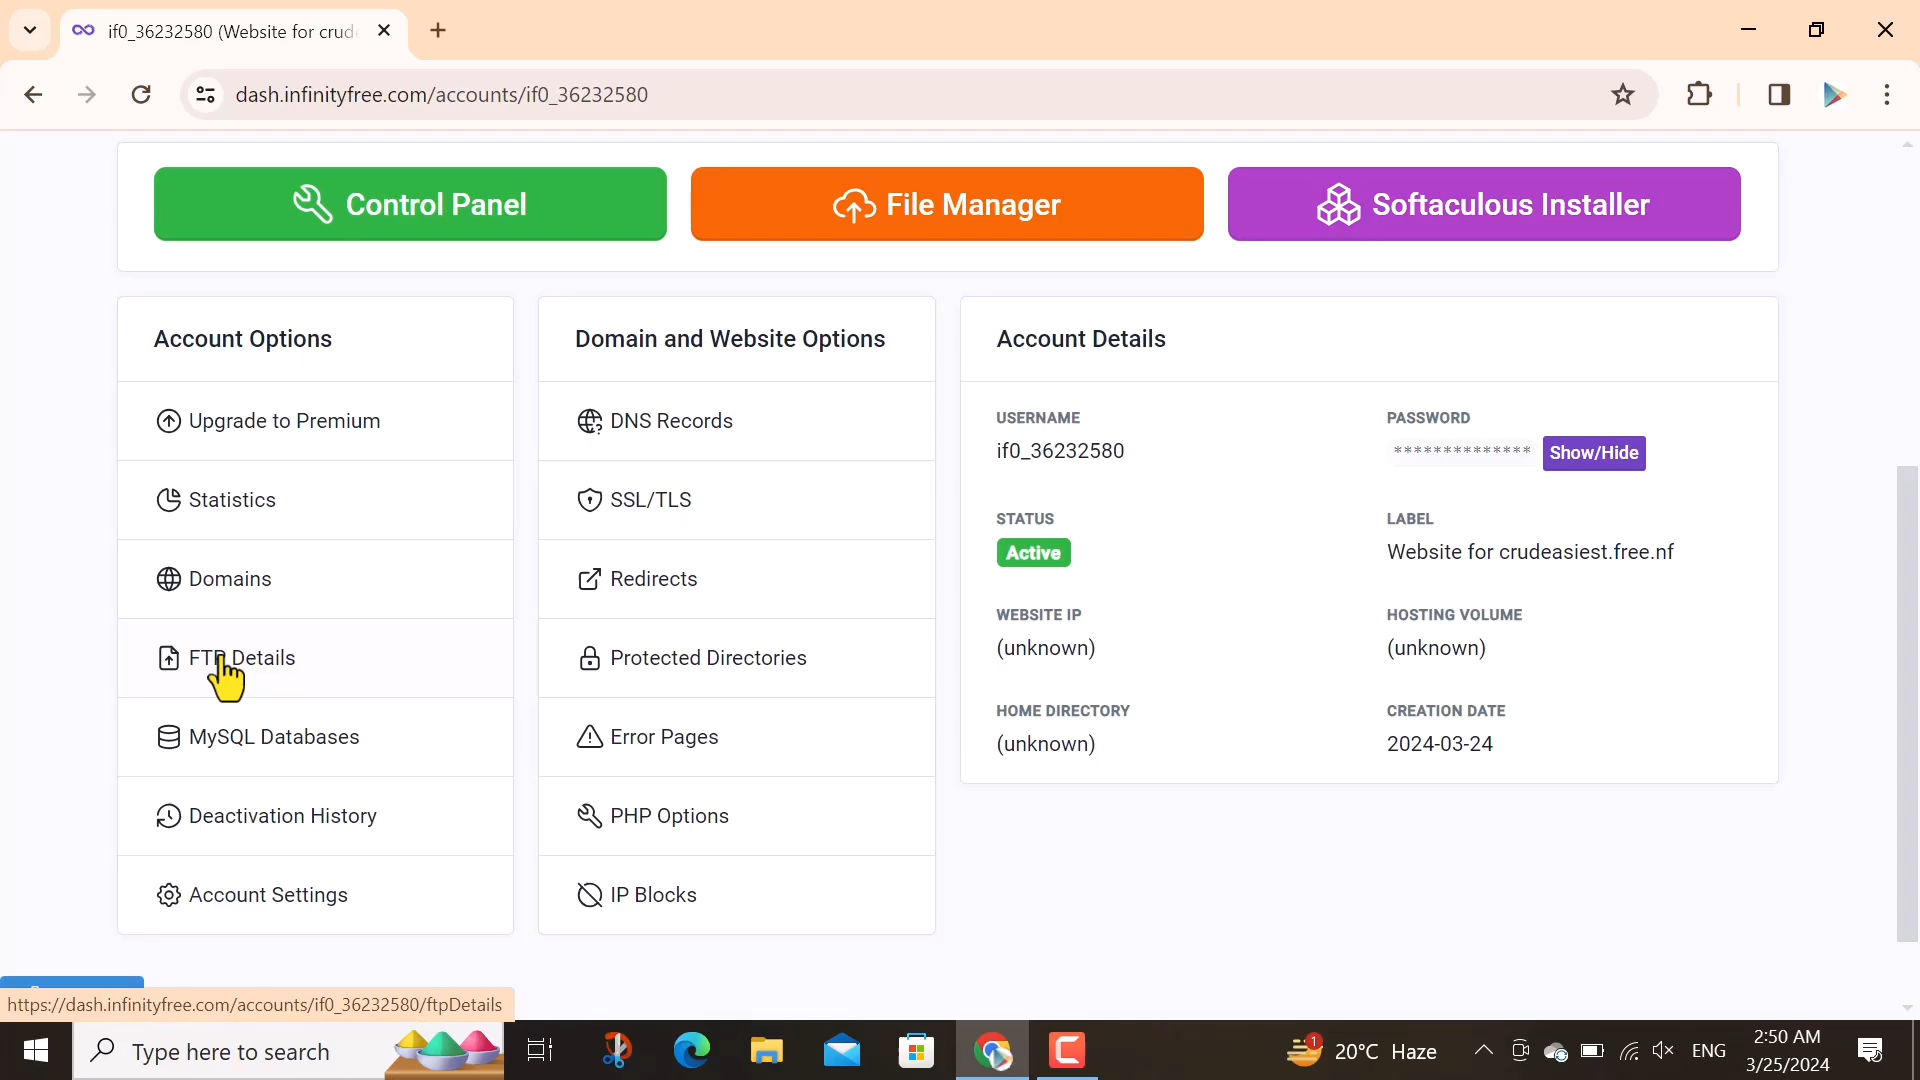 if0_36232580 (Website for crude
dash.infinityfree.com/accounts/if0_36232580
Control Panel
File Manager
Softaculous Installer
Account Options
Upgrade to Premium
Statistics
Domains
FTP Details
MySQL Databases
Deactivation History
Account Settings
Domain and Website Options
DNS Records
SSL/TLS
Redirects
Protected Directories
Error Pages
PHP Options
IP Blocks
Account Details
USERNAME
if0_36232580
PASSWORD
**************
Show/Hide
STATUS
Active
LABEL
Website for crudeasiest.free.nf
WEBSITE IP
(unknown)
HOSTING VOLUME
(unknown)
HOME DIRECTORY
(unknown)
CREATION DATE
2024-03-24
https://dash.infinityfree.com/accounts/if0_36232580/ftpDetails
Type here to search
1
20°C Haze
ENG
2:50 AM
3/25/2024